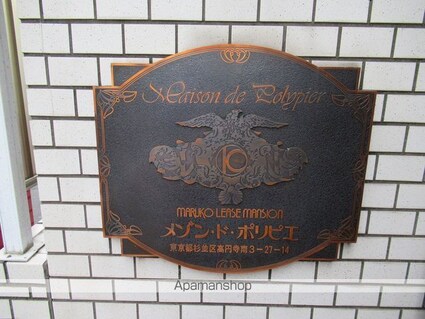 Maison de Polypier
MARUKO LEASE MANSION
メゾン・ド・ポリピエ
東京都杉並区高円寺南3-27-14
Apamanshop